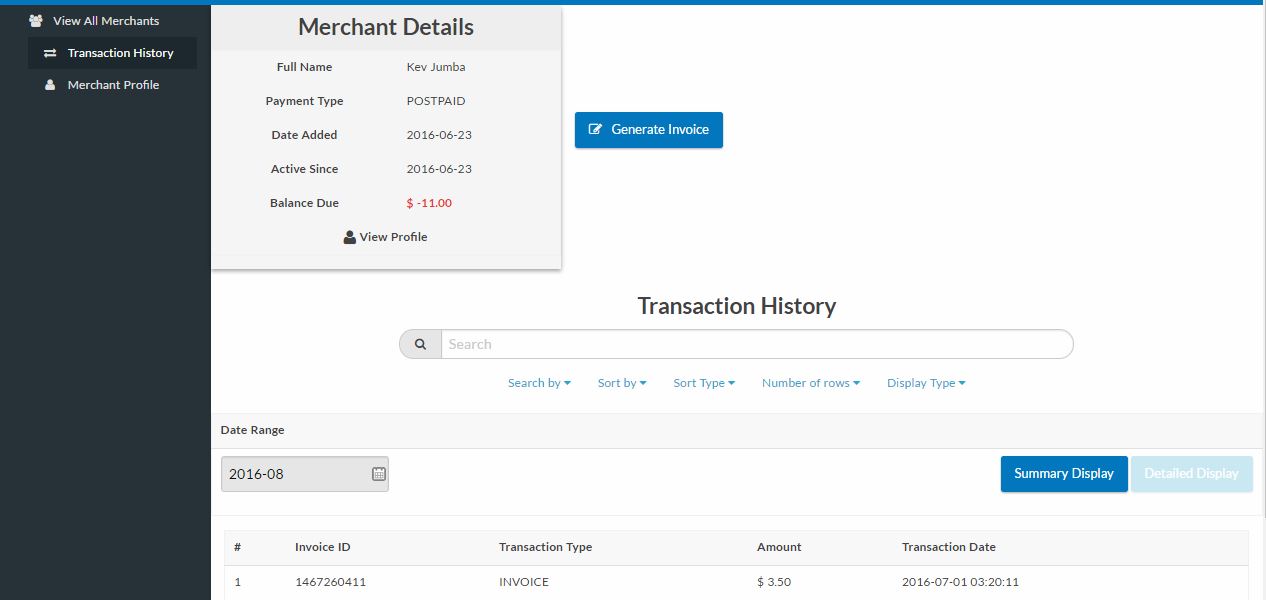 View All Merchants
Transaction History
Merchant Profile
Merchant Details
Full Name Kev Jumba
Payment Type POSTPAID
Date Added 2016-06-23
Active Since 2016-06-23
Balance Due $ -11.00
View Profile
Generate Invoice
Transaction History
Search
Search by Sort by Sort Type Number of rows Display Type
Date Range
2016-08 Summary Display Detailed Display
# Invoice ID Transaction Type Amount Transaction Date
1 1467260411 INVOICE $ 3.50 2016-07-01 03:20:11